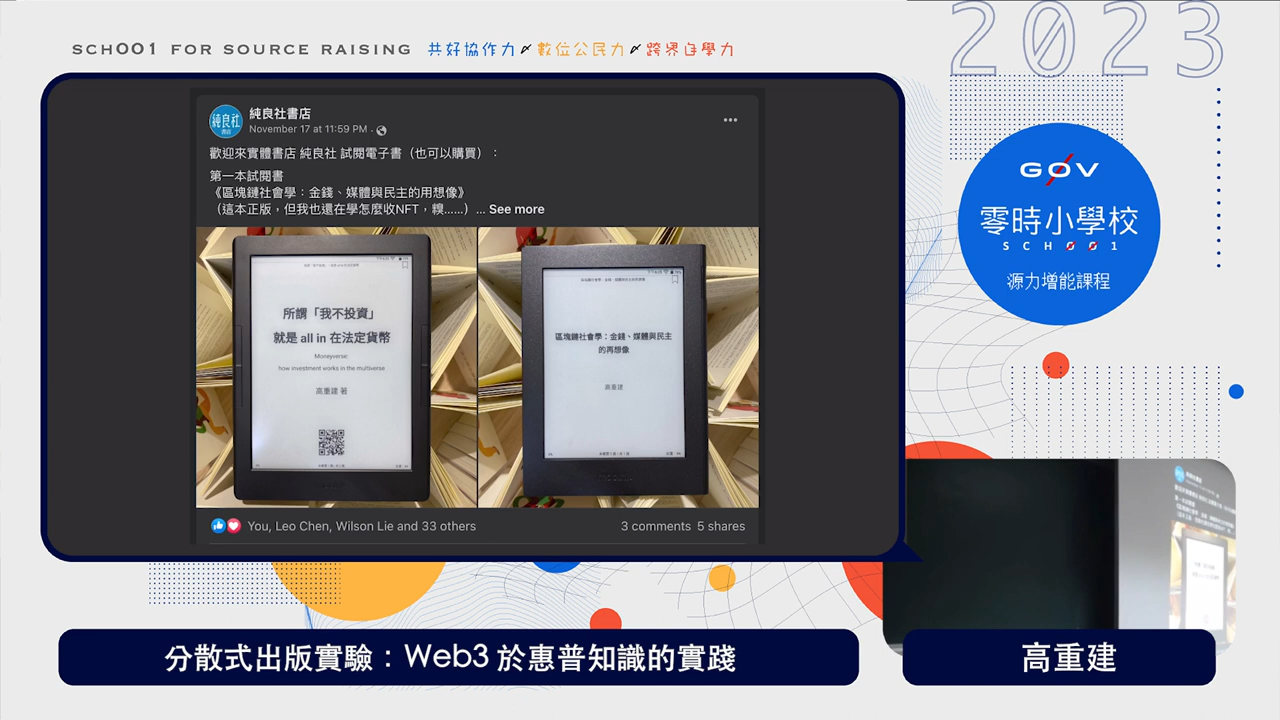 SCH001 FOR SOURCE RAISING 共好協作力 數位公民力 跨界自學力
2023
純良社書店
November 17 at 11:59 PM
歡迎來實體書店 純良社 試閱電子書（也可以購買）：
第一本試閱書
《區塊鏈社會學：金錢、媒體與民主的用想像》
（這本正版，但我也還在學怎麼收NFT，糗......）... See more
所謂「我不投資」
就是 all in 在法定貨幣
Moneyverse:
how investment works in the multiverse
高重建 著
區塊鏈社會學：金錢、媒體與民主
的再想像
高重建
You, Leo Chen, Wilson Lie and 33 others
3 comments 5 shares
G0V
零時小學校
SCH001
源力增能課程
分散式出版實驗：Web3 於惠普知識的實踐
高重建